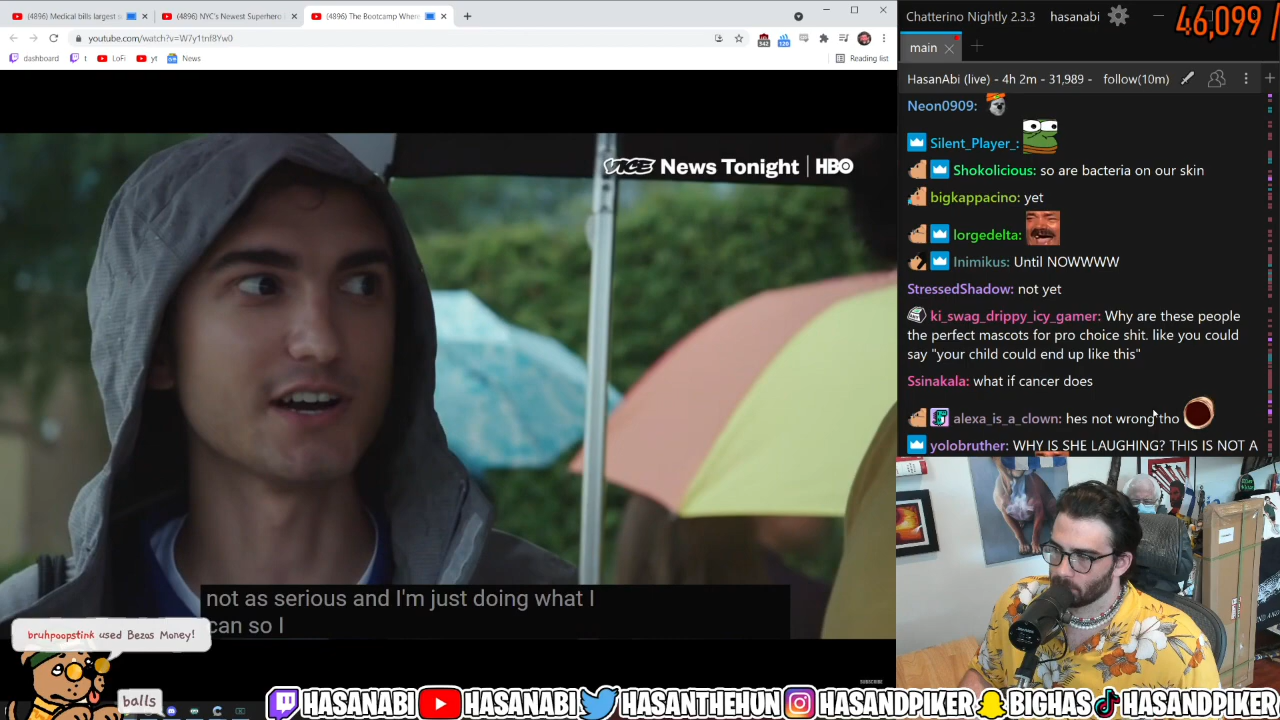 (4896) Medical bills largest s
(4896) NYC's Newest Superhero
(4896) The Bootcamp Where
youtube.com/watch?v=W7y1tnf8Yw0
542
120
dashboard
t
LoFi
yt
News
Reading list
VICE News Tonight | HBO
not as serious and I'm just doing what I
can so I
SUBSCRIBE
bruhpoopstink used Bezos Money!
balls
Chatterino Nightly 2.3.3
hasanabi
46,099 /
main
HasanAbi (live) - 4h 2m - 31,989 -
follow(10m)
Neon0909:
Silent_Player_:
Shokolicious: so are bacteria on our skin
bigkappacino: yet
lorgedelta:
Inimikus: Until NOWWWW
StressedShadow: not yet
ki_swag_drippy_icy_gamer: Why are these people
the perfect mascots for pro choice shit. like you could
say "your child could end up like this"
Ssinakala: what if cancer does
alexa_is_a_clown: hes not wrong tho
yolobruther: WHY IS SHE LAUGHING? THIS IS NOT A
HASANABI
HASANABI
HASANTHEHUN
HASANDPIKER
BIGHAS
HASANDPIKER